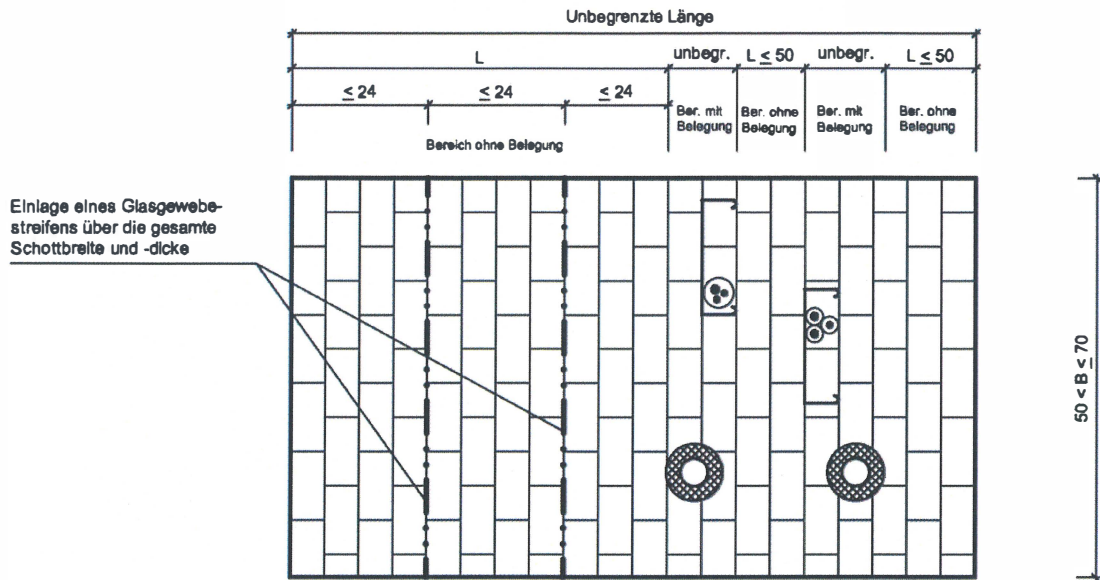 Unbegrenzte Länge
L
unbegr.
L ≤ 50
unbegr.
L ≤ 50
≤ 24
≤ 24
≤ 24
Ber. mit
Belegung
Ber. ohne
Belegung
Ber. mit
Belegung
Ber. ohne
Belegung
Bereich ohne Belegung
Einlage eines Glasgewebe-
streifens über die gesamte
Schottbreite und -dicke
50 < B ≤ 70